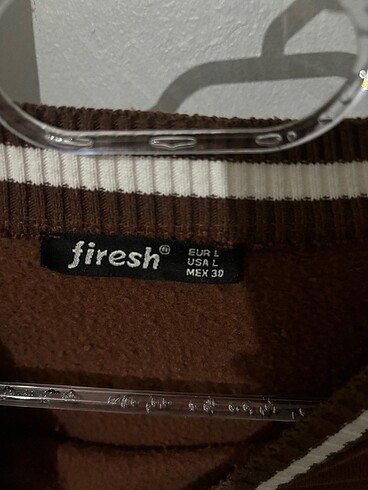 firesh®
EUR L
USA L
MEX 30